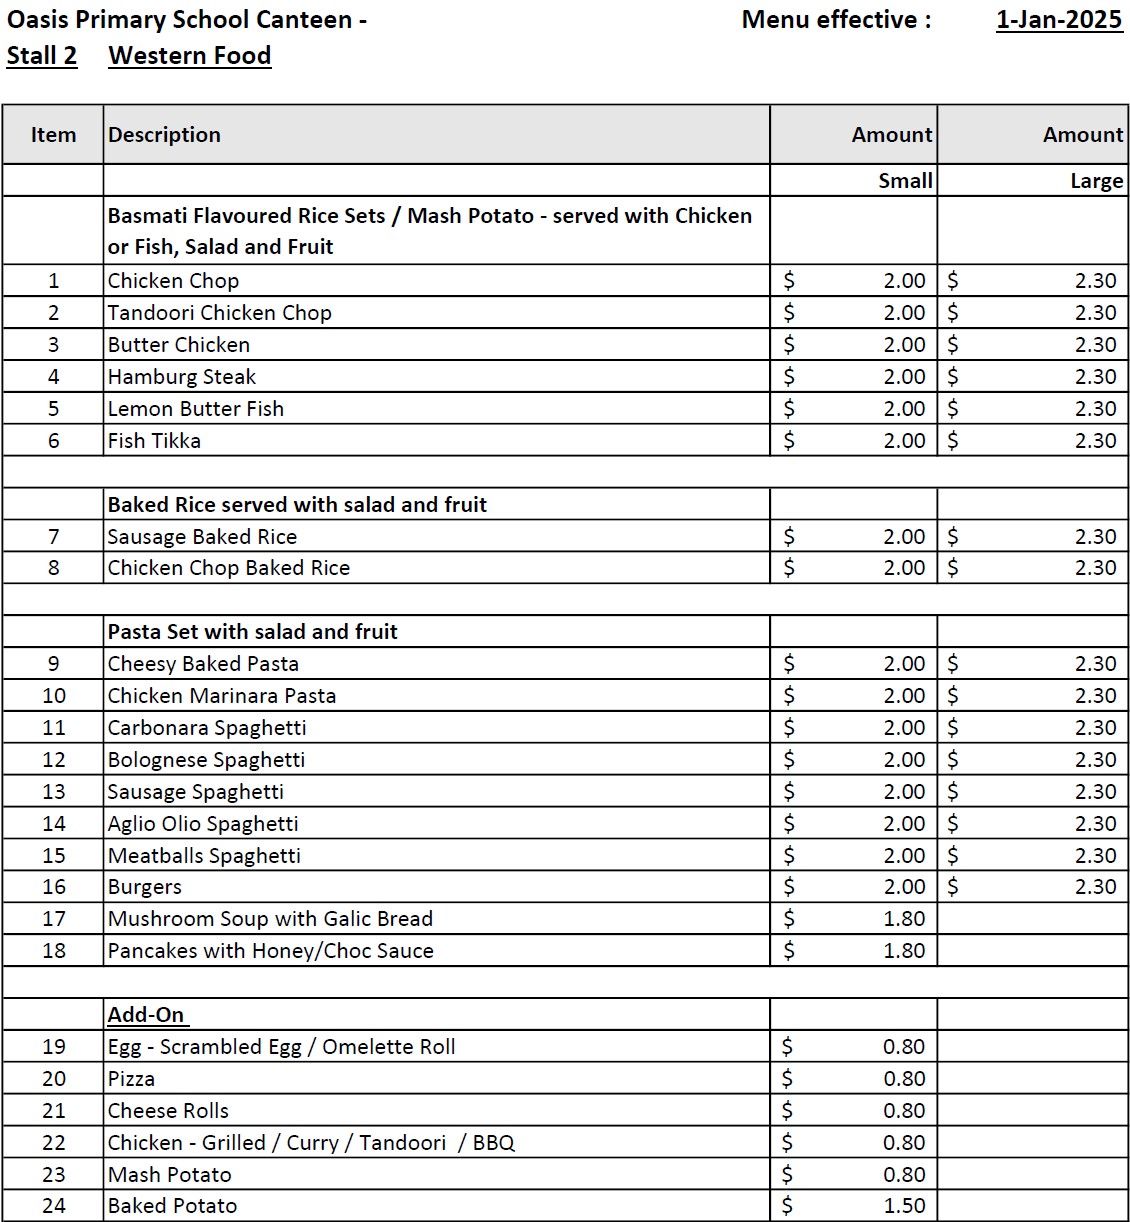 Oasis Primary School Canteen - Menu effective : 1-Jan-2025
Stall 2 Western Food
Item Description Amount Amount
Small Large
Basmati Flavoured Rice Sets / Mash Potato - served with Chicken
or Fish, Salad and Fruit
1 Chicken Chop $ 2.00 $ 2.30
2 Tandoori Chicken Chop $ 2.00 $ 2.30
3 Butter Chicken $ 2.00 $ 2.30
4 Hamburg Steak $ 2.00 $ 2.30
5 Lemon Butter Fish $ 2.00 $ 2.30
6 Fish Tikka $ 2.00 $ 2.30
Baked Rice served with salad and fruit
7 Sausage Baked Rice $ 2.00 $ 2.30
8 Chicken Chop Baked Rice $ 2.00 $ 2.30
Pasta Set with salad and fruit
9 Cheesy Baked Pasta $ 2.00 $ 2.30
10 Chicken Marinara Pasta $ 2.00 $ 2.30
11 Carbonara Spaghetti $ 2.00 $ 2.30
12 Bolognese Spaghetti $ 2.00 $ 2.30
13 Sausage Spaghetti $ 2.00 $ 2.30
14 Aglio Olio Spaghetti $ 2.00 $ 2.30
15 Meatballs Spaghetti $ 2.00 $ 2.30
16 Burgers $ 2.00 $ 2.30
17 Mushroom Soup with Galic Bread $ 1.80
18 Pancakes with Honey/Choc Sauce $ 1.80
Add-On
19 Egg - Scrambled Egg / Omelette Roll $ 0.80
20 Pizza $ 0.80
21 Cheese Rolls $ 0.80
22 Chicken - Grilled / Curry / Tandoori / BBQ $ 0.80
23 Mash Potato $ 0.80
24 Baked Potato $ 1.50